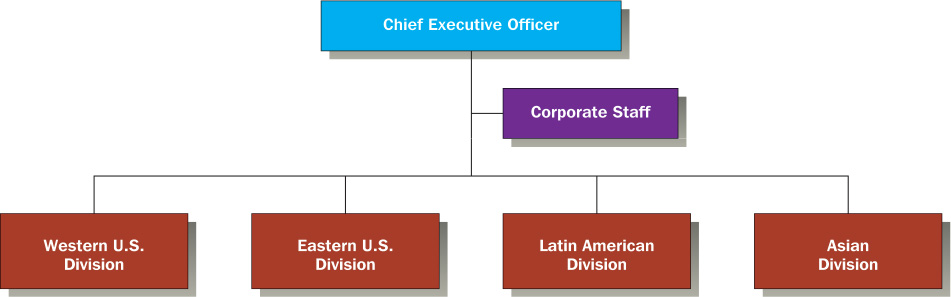 Chief Executive Officer
Corporate Staff
Western U.S.
Division
Eastern U.S.
Division
Latin American
Division
Asian
Division